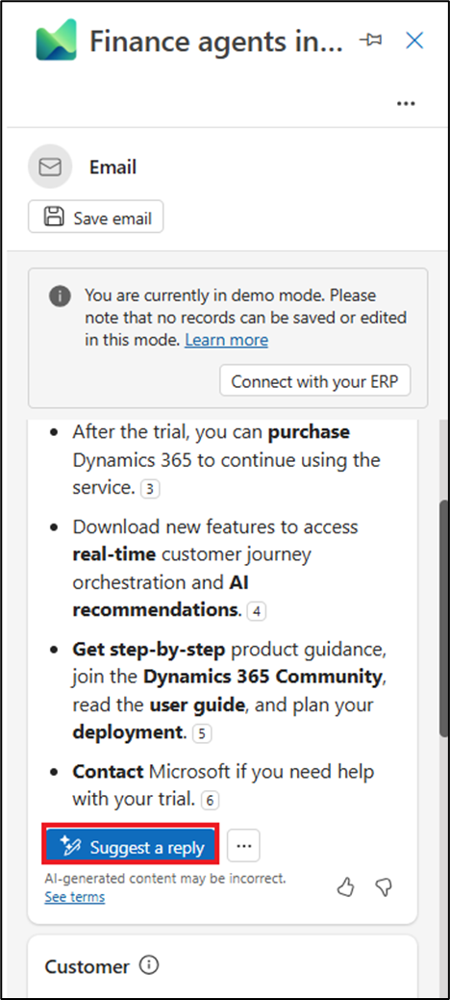 Finance agents in...
...
Email
Save email
You are currently in demo mode. Please
note that no records can be saved or edited
in this mode. Learn more
Connect with your ERP
• After the trial, you can purchase
Dynamics 365 to continue using the
service. 3
• Download new features to access
real-time customer journey
orchestration and AI
recommendations. 4
• Get step-by-step product guidance,
join the Dynamics 365 Community,
read the user guide, and plan your
deployment. 5
• Contact Microsoft if you need help
with your trial. 6
Suggest a reply ...
AI-generated content may be incorrect.
See terms
Customer